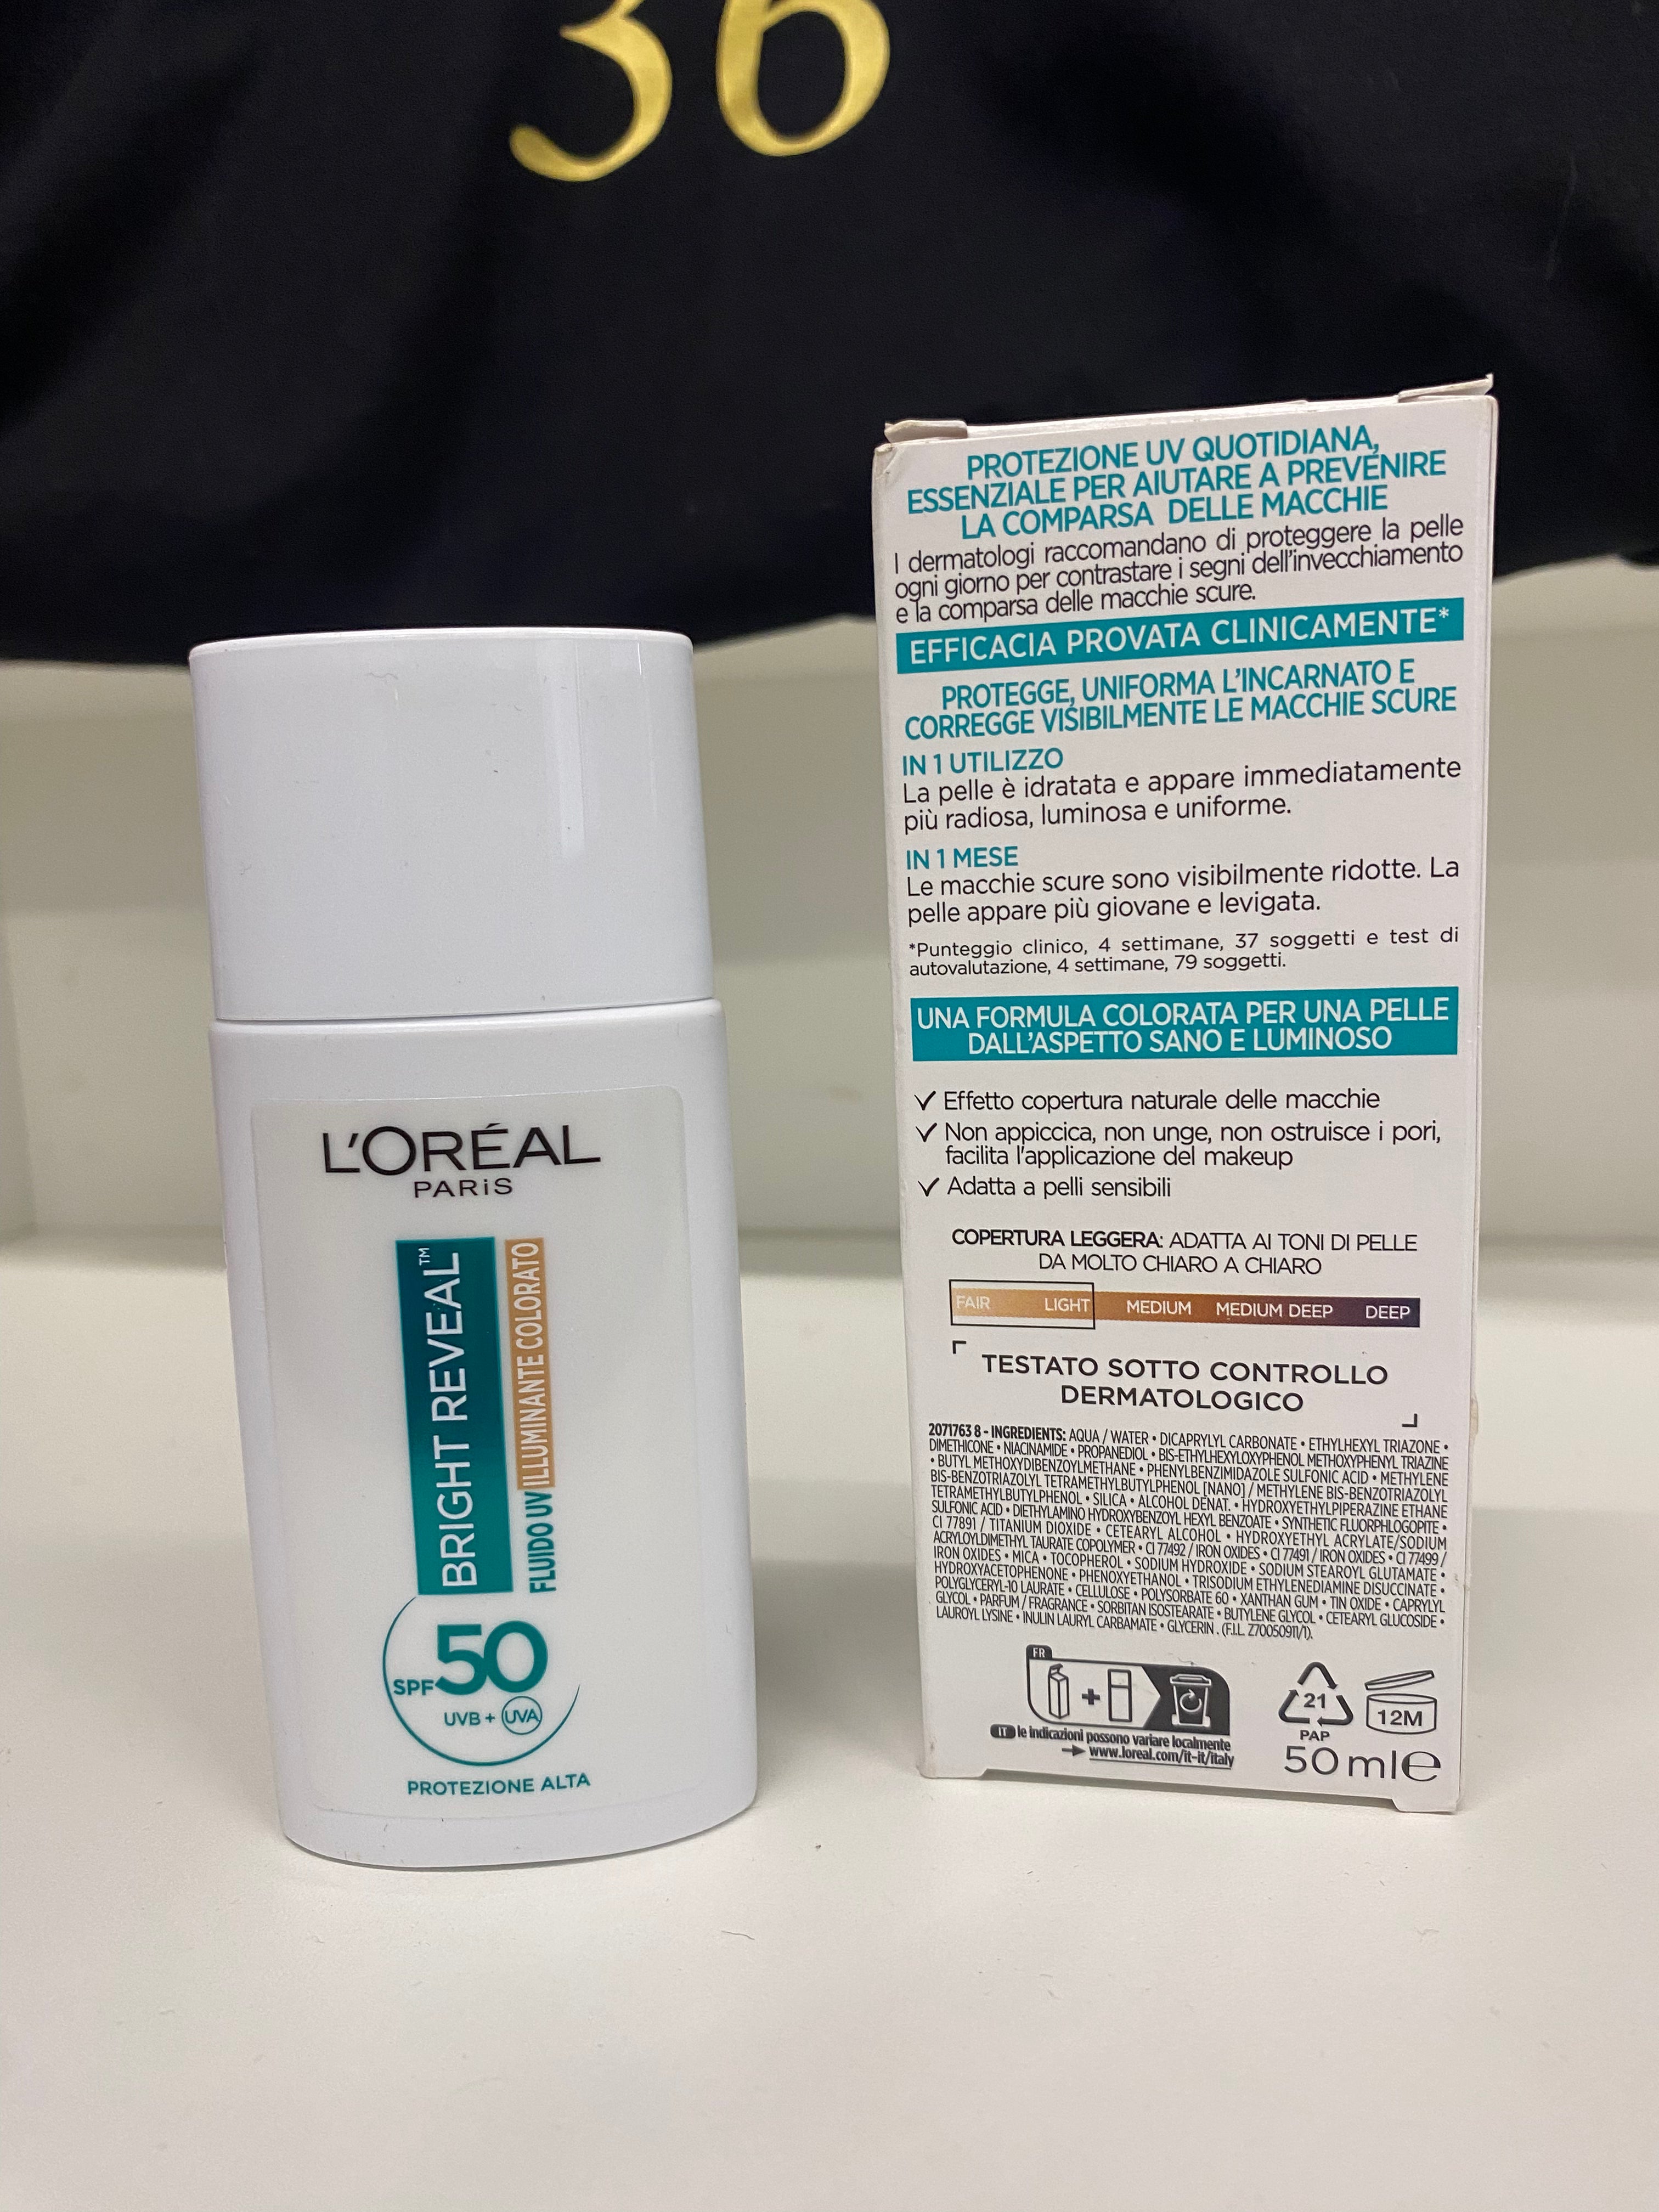 36
L'ORÉAL
PARiS
BRIGHT REVEAL™
FLUIDO UV ILLUMINANTE COLORATO
SPF 50
UVB + UVA
PROTEZIONE ALTA
PROTEZIONE UV QUOTIDIANA,
ESSENZIALE PER AIUTARE A PREVENIRE
LA COMPARSA DELLE MACCHIE
I dermatologi raccomandano di proteggere la pelle
ogni giorno per contrastare i segni dell'invecchiamento
e la comparsa delle macchie scure.
EFFICACIA PROVATA CLINICAMENTE*
PROTEGGE, UNIFORMA L'INCARNATO E
CORREGGE VISIBILMENTE LE MACCHIE SCURE
IN 1 UTILIZZO
La pelle è idratata e appare immediatamente
più radiosa, luminosa e uniforme.
IN 1 MESE
Le macchie scure sono visibilmente ridotte. La
pelle appare più giovane e levigata.
*Punteggio clinico, 4 settimane, 37 soggetti e test di
autovalutazione, 4 settimane, 79 soggetti.
UNA FORMULA COLORATA PER UNA PELLE
DALL'ASPETTO SANO E LUMINOSO
✓ Effetto copertura naturale delle macchie
✓ Non appiccica, non unge, non ostruisce i pori,
facilita l'applicazione del makeup
✓ Adatta a pelli sensibili
COPERTURA LEGGERA: ADATTA AI TONI DI PELLE
DA MOLTO CHIARO A CHIARO
FAIR LIGHT MEDIUM MEDIUM DEEP DEEP
TESTATO SOTTO CONTROLLO
DERMATOLOGICO
2071763 8 - INGREDIENTS: AQUA / WATER • DICAPRYLYL CARBONATE • ETHYLHEXYL TRIAZONE •
DIMETHICONE • NIACINAMIDE • PROPANEDIOL • BIS-ETHYLHEXYLOXYPHENOL METHOXYPHENYL TRIAZINE
• BUTYL METHOXYDIBENZOYLMETHANE • PHENYLBENZIMIDAZOLE SULFONIC ACID • METHYLENE
BIS-BENZOTRIAZOLYL TETRAMETHYLBUTYLPHENOL [NANO] / METHYLENE BIS-BENZOTRIAZOLYL
TETRAMETHYLBUTYLPHENOL • SILICA • ALCOHOL DENAT. • HYDROXYETHYLPIPERAZINE ETHANE
SULFONIC ACID • DIETHYLAMINO HYDROXYBENZOYL HEXYL BENZOATE • SYNTHETIC FLUORPHLOGOPITE •
CI 77891 / TITANIUM DIOXIDE • CETEARYL ALCOHOL • HYDROXYETHYL ACRYLATE/SODIUM
ACRYLOYLDIMETHYL TAURATE COPOLYMER • CI 77492 / IRON OXIDES • CI 77491 / IRON OXIDES • CI 77499 /
IRON OXIDES • MICA • TOCOPHEROL • SODIUM HYDROXIDE • SODIUM STEAROYL GLUTAMATE •
HYDROXYACETOPHENONE • PHENOXYETHANOL • TRISODIUM ETHYLENEDIAMINE DISUCCINATE •
POLYGLYCERYL-10 LAURATE • CELLULOSE • POLYSORBATE 60 • XANTHAN GUM • TIN OXIDE • CAPRYLYL
GLYCOL • PARFUM / FRAGRANCE • SORBITAN ISOSTEARATE • BUTYLENE GLYCOL • CETEARYL GLUCOSIDE •
LAUROYL LYSINE • INULIN LAURYL CARBAMATE • GLYCERIN . (F.I.L. Z70050911/1).
FR
IT le indicazioni possono variare localmente
www.loreal.com/it-it/italy
21
PAP
12M
50 ml e